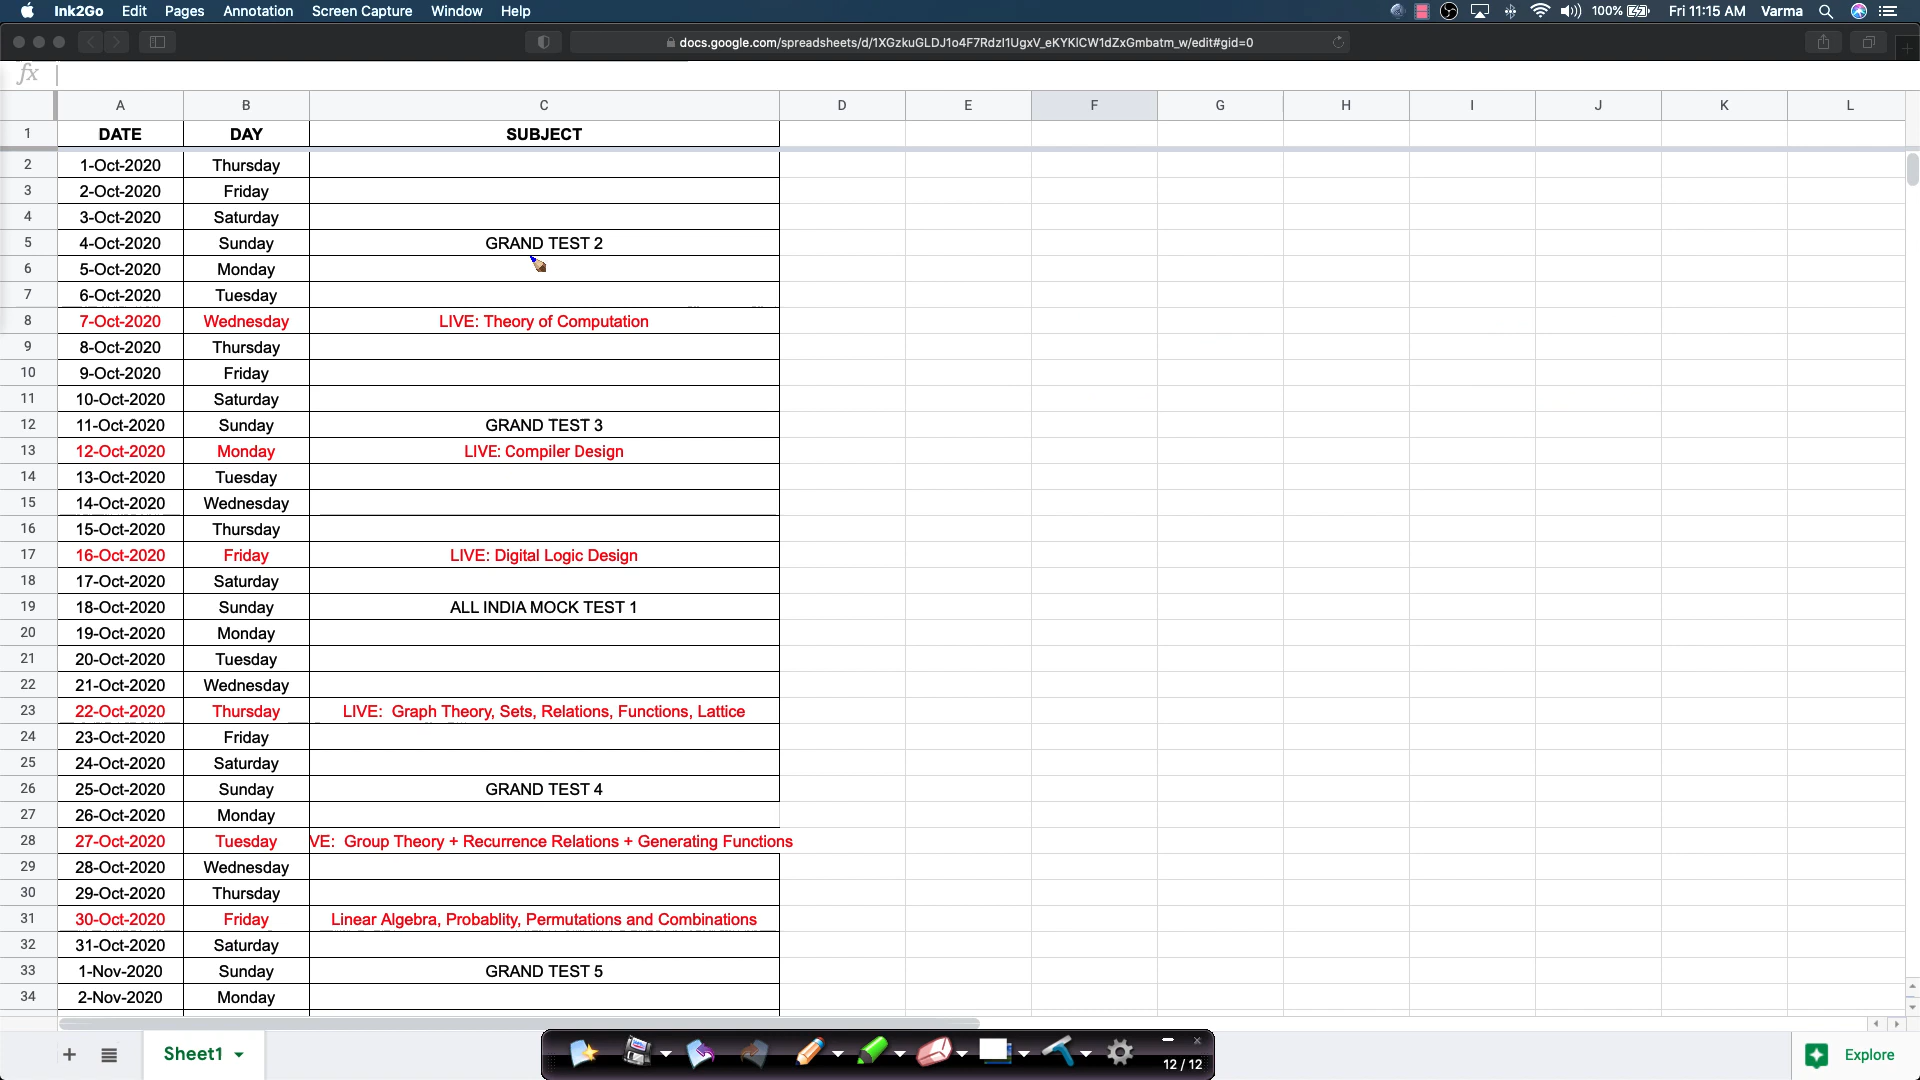 Ink2Go Edit Pages Annotation Screen Capture Window Help 100% Fri 11:15 AM Varma
docs.google.com/spreadsheets/d/1XGzkuGLDJ1o4F7RdzI1UgxV_eKYKlCW1dZxGmbatm_w/edit#gid=0
fx
A B C D E F G H I J K L
1 DATE DAY SUBJECT
2 1-Oct-2020 Thursday
3 2-Oct-2020 Friday
4 3-Oct-2020 Saturday
5 4-Oct-2020 Sunday GRAND TEST 2
6 5-Oct-2020 Monday
7 6-Oct-2020 Tuesday
8 7-Oct-2020 Wednesday LIVE: Theory of Computation
9 8-Oct-2020 Thursday
10 9-Oct-2020 Friday
11 10-Oct-2020 Saturday
12 11-Oct-2020 Sunday GRAND TEST 3
13 12-Oct-2020 Monday LIVE: Compiler Design
14 13-Oct-2020 Tuesday
15 14-Oct-2020 Wednesday
16 15-Oct-2020 Thursday
17 16-Oct-2020 Friday LIVE: Digital Logic Design
18 17-Oct-2020 Saturday
19 18-Oct-2020 Sunday ALL INDIA MOCK TEST 1
20 19-Oct-2020 Monday
21 20-Oct-2020 Tuesday
22 21-Oct-2020 Wednesday
23 22-Oct-2020 Thursday LIVE: Graph Theory, Sets, Relations, Functions, Lattice
24 23-Oct-2020 Friday
25 24-Oct-2020 Saturday
26 25-Oct-2020 Sunday GRAND TEST 4
27 26-Oct-2020 Monday
28 27-Oct-2020 Tuesday VE: Group Theory + Recurrence Relations + Generating Functions
29 28-Oct-2020 Wednesday
30 29-Oct-2020 Thursday
31 30-Oct-2020 Friday Linear Algebra, Probablity, Permutations and Combinations
32 31-Oct-2020 Saturday
33 1-Nov-2020 Sunday GRAND TEST 5
34 2-Nov-2020 Monday
Sheet1 12 / 12 Explore